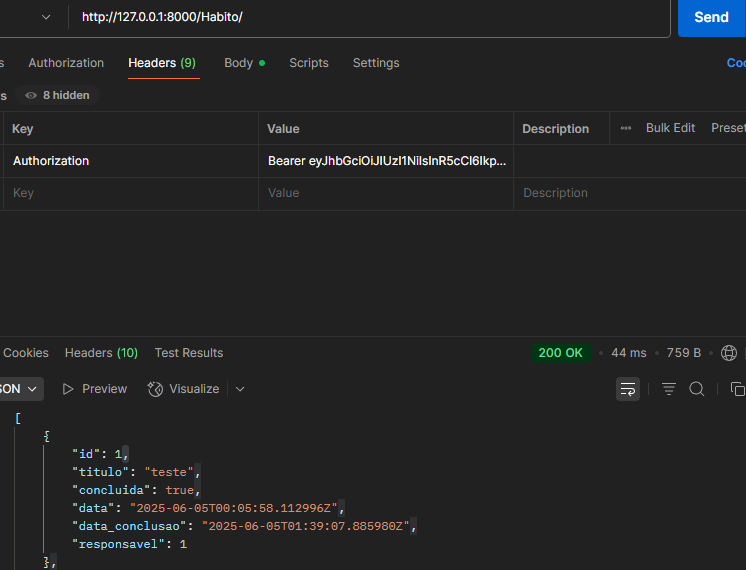 http://127.0.0.1:8000/Habito/
Send
s Authorization Headers (9) Body Scripts Settings Coo
rs 8 hidden
Key Value Description ••• Bulk Edit Preset
Authorization Bearer eyJhbGciOiJIUzI1NiIsInR5cCI6Ikp...
Key Value Description
Cookies Headers (10) Test Results 200 OK • 44 ms • 759 B •
SON Preview Visualize
[
{
"id": 1,
"titulo": "teste",
"concluida": true,
"data": "2025-06-05T00:05:58.112996Z",
"data_conclusao": "2025-06-05T01:39:07.885980Z",
"responsavel": 1
},